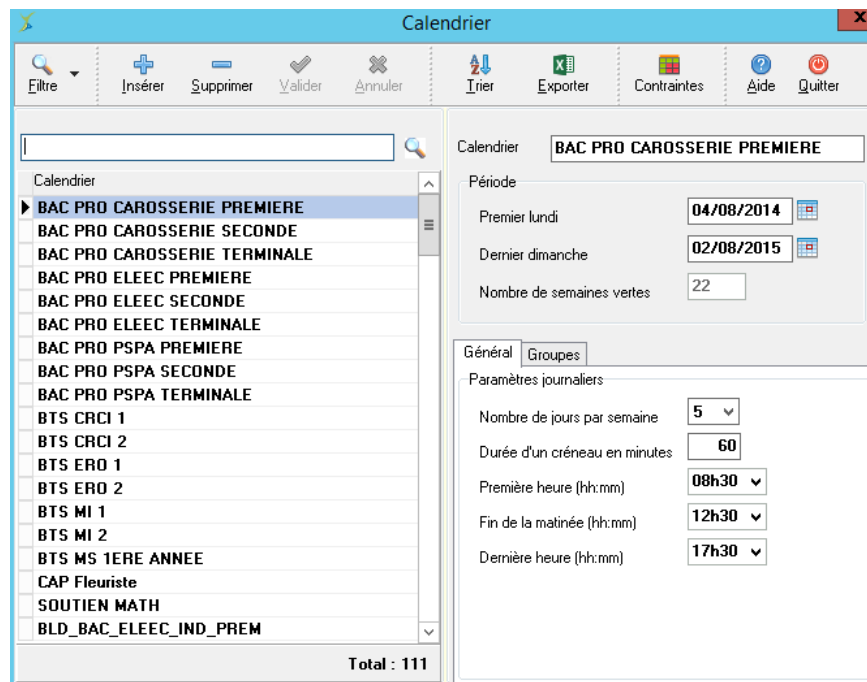 Calendrier
X
Filtre Insérer Supprimer Valider Annuler Trier Exporter Contraintes Aide Quitter
Calendrier
BAC PRO CAROSSERIE PREMIERE
BAC PRO CAROSSERIE SECONDE
BAC PRO CAROSSERIE TERMINALE
BAC PRO ELEEC PREMIERE
BAC PRO ELEEC SECONDE
BAC PRO ELEEC TERMINALE
BAC PRO PSPA PREMIERE
BAC PRO PSPA SECONDE
BAC PRO PSPA TERMINALE
BTS CRCI 1
BTS CRCI 2
BTS ERO 1
BTS ERO 2
BTS MI 1
BTS MI 2
BTS MS 1ERE ANNEE
CAP Fleuriste
SOUTIEN MATH
BLD_BAC_ELEEC_IND_PREM
Total : 111
Calendrier BAC PRO CAROSSERIE PREMIERE
Période
Premier lundi 04/08/2014
Dernier dimanche 02/08/2015
Nombre de semaines vertes 22
Général Groupes
Paramètres journaliers
Nombre de jours par semaine 5
Durée d'un créneau en minutes 60
Première heure (hh:mm) 08h30
Fin de la matinée (hh:mm) 12h30
Dernière heure (hh:mm) 17h30